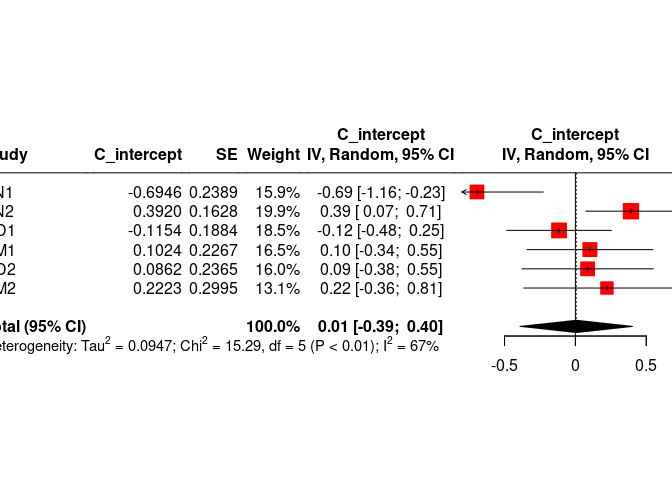 C_intercept C_intercept
udy C_intercept SE Weight IV, Random, 95% CI IV, Random, 95% CI
N1 -0.6946 0.2389 15.9% -0.69 [-1.16; -0.23]
N2 0.3920 0.1628 19.9% 0.39 [ 0.07; 0.71]
O1 -0.1154 0.1884 18.5% -0.12 [-0.48; 0.25]
M1 0.1024 0.2267 16.5% 0.10 [-0.34; 0.55]
O2 0.0862 0.2365 16.0% 0.09 [-0.38; 0.55]
M2 0.2223 0.2995 13.1% 0.22 [-0.36; 0.81]
otal (95% CI) 100.0% 0.01 [-0.39; 0.40]
eterogeneity: Tau² = 0.0947; Chi² = 15.29, df = 5 (P < 0.01); I² = 67%
-0.5 0 0.5